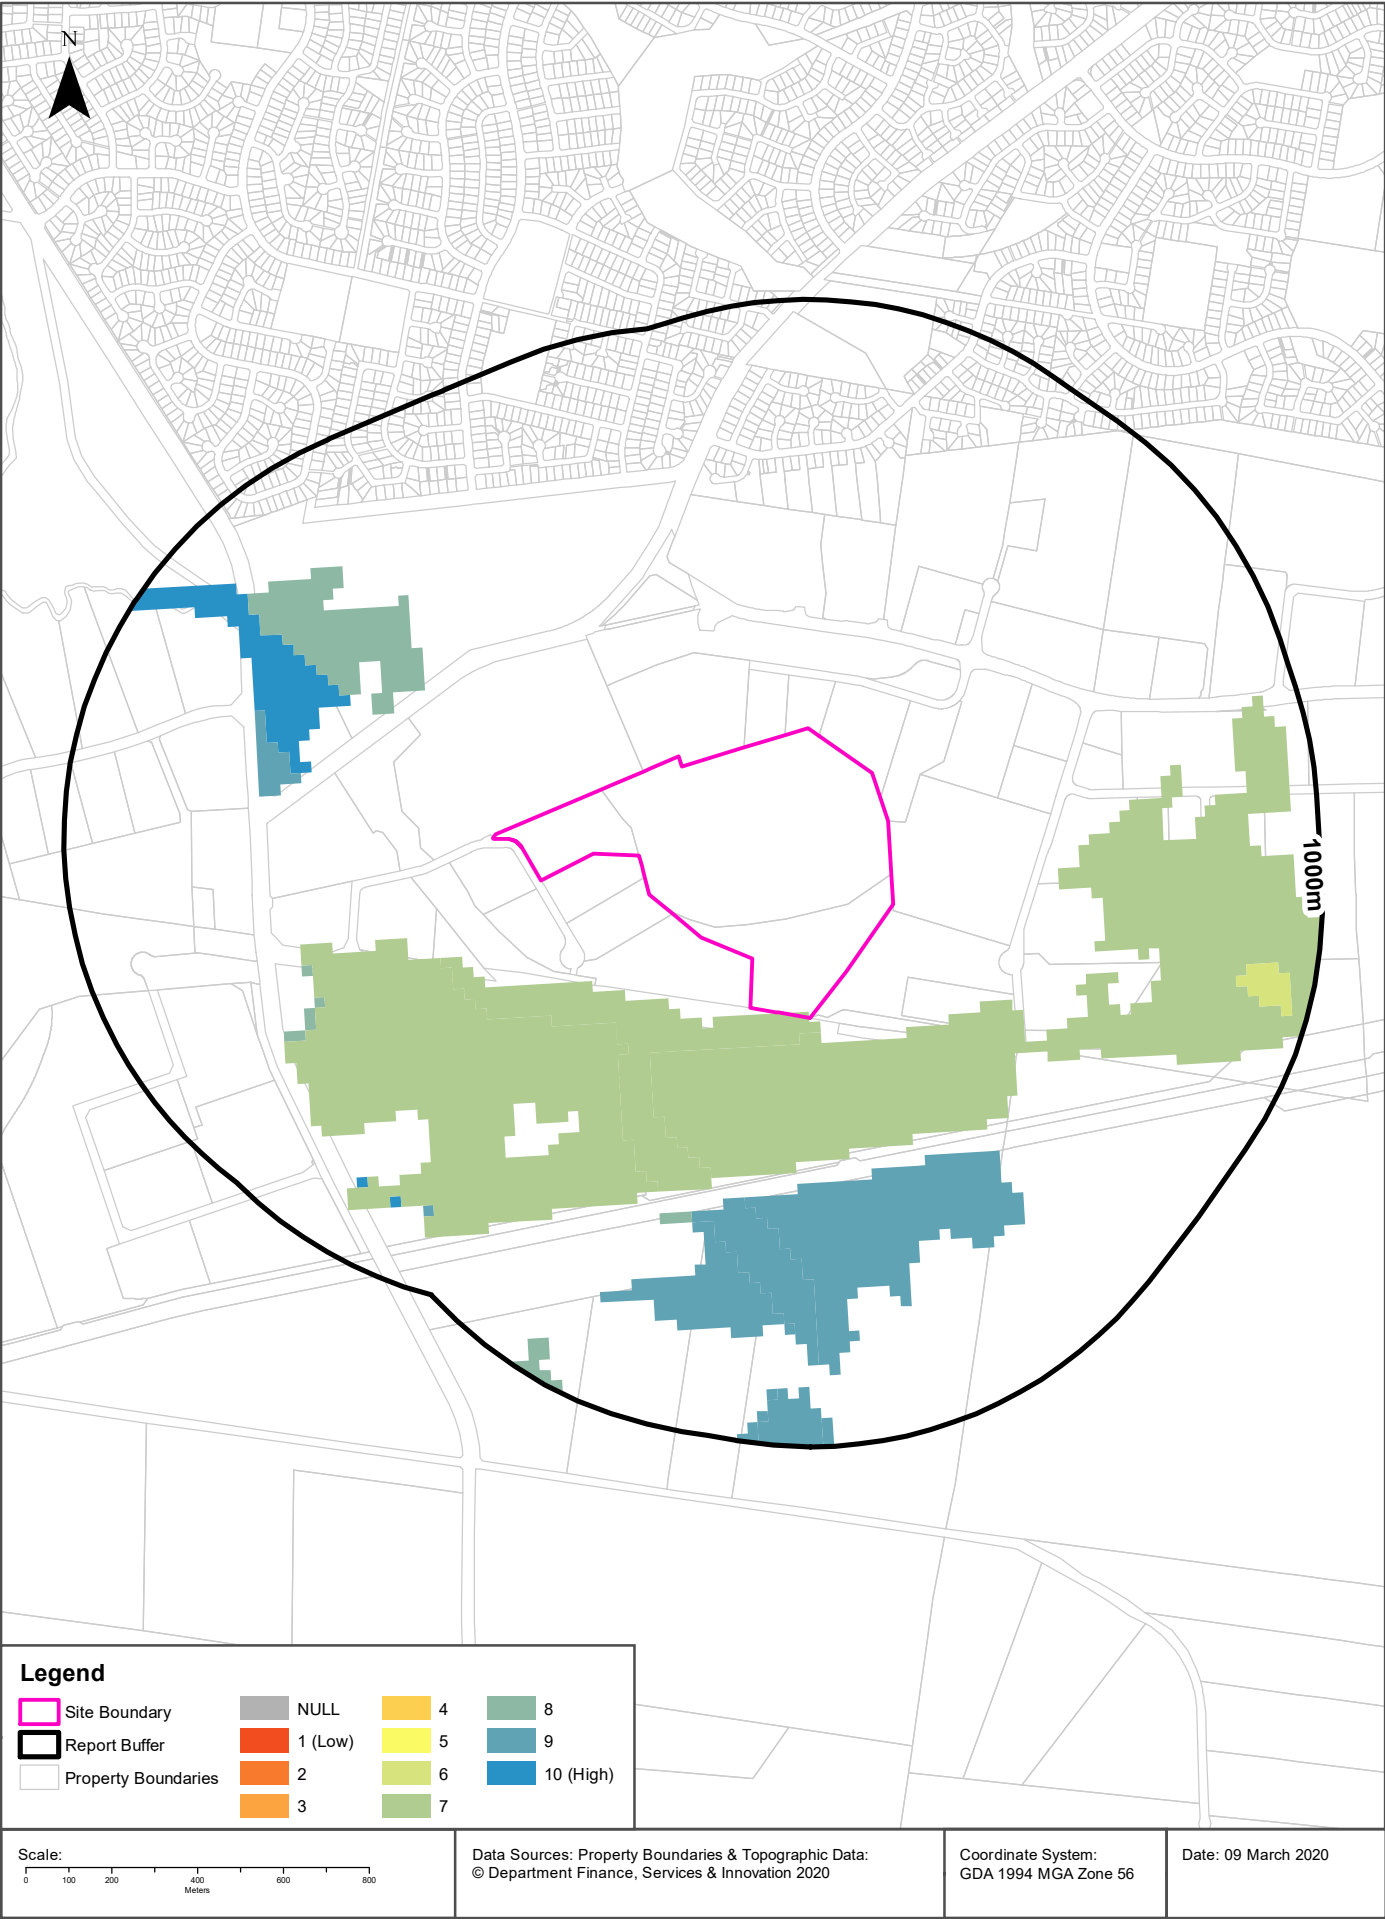 N
1000m
Legend
Site Boundary
Report Buffer
Property Boundaries
NULL
1 (Low)
2
3
4
5
6
7
8
9
10 (High)
Scale:
0 100 200 400 600 800
Meters
Data Sources: Property Boundaries & Topographic Data:
© Department Finance, Services & Innovation 2020
Coordinate System:
GDA 1994 MGA Zone 56
Date: 09 March 2020